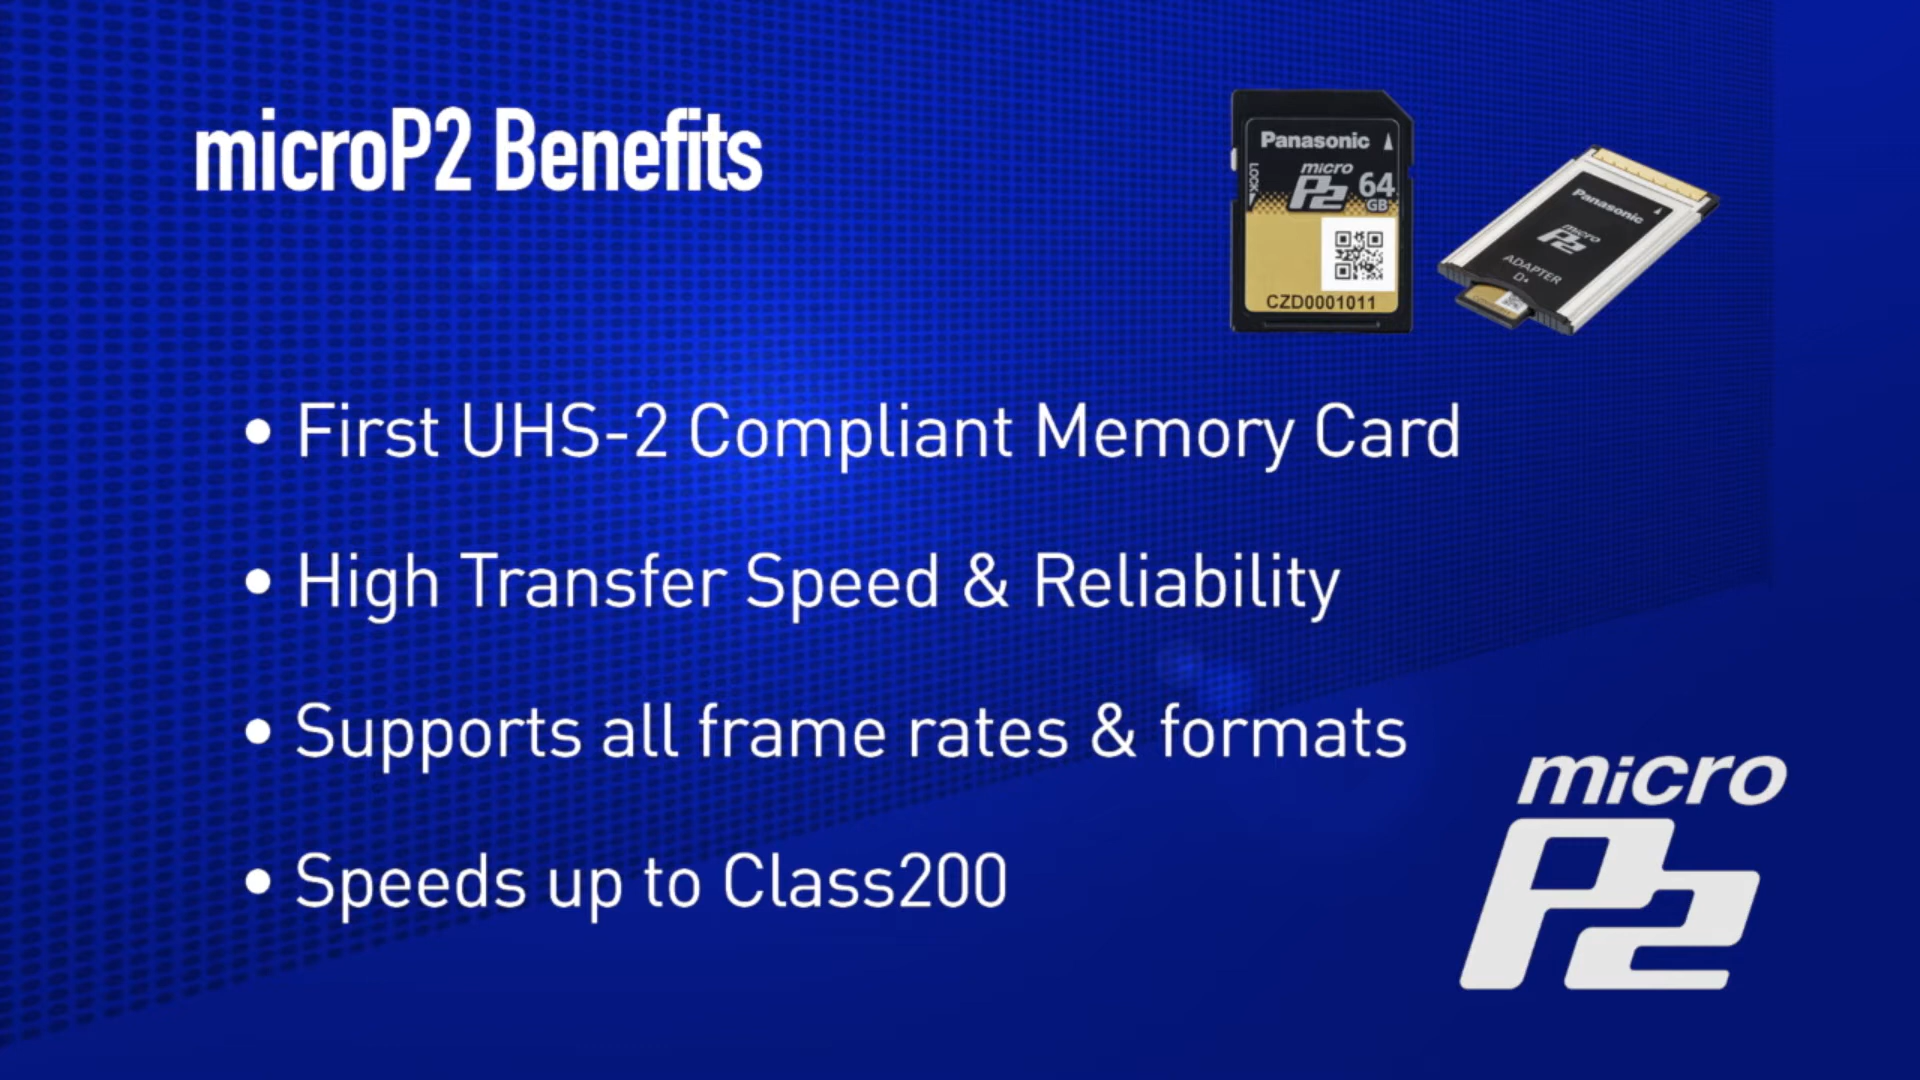 microP2 Benefits
Panasonic
micro
P2 64
GB
LOCK
CZD0001011
Panasonic
micro
P2
ADAPTER
D+
• First UHS-2 Compliant Memory Card
• High Transfer Speed & Reliability
• Supports all frame rates & formats
• Speeds up to Class200
micro
P2